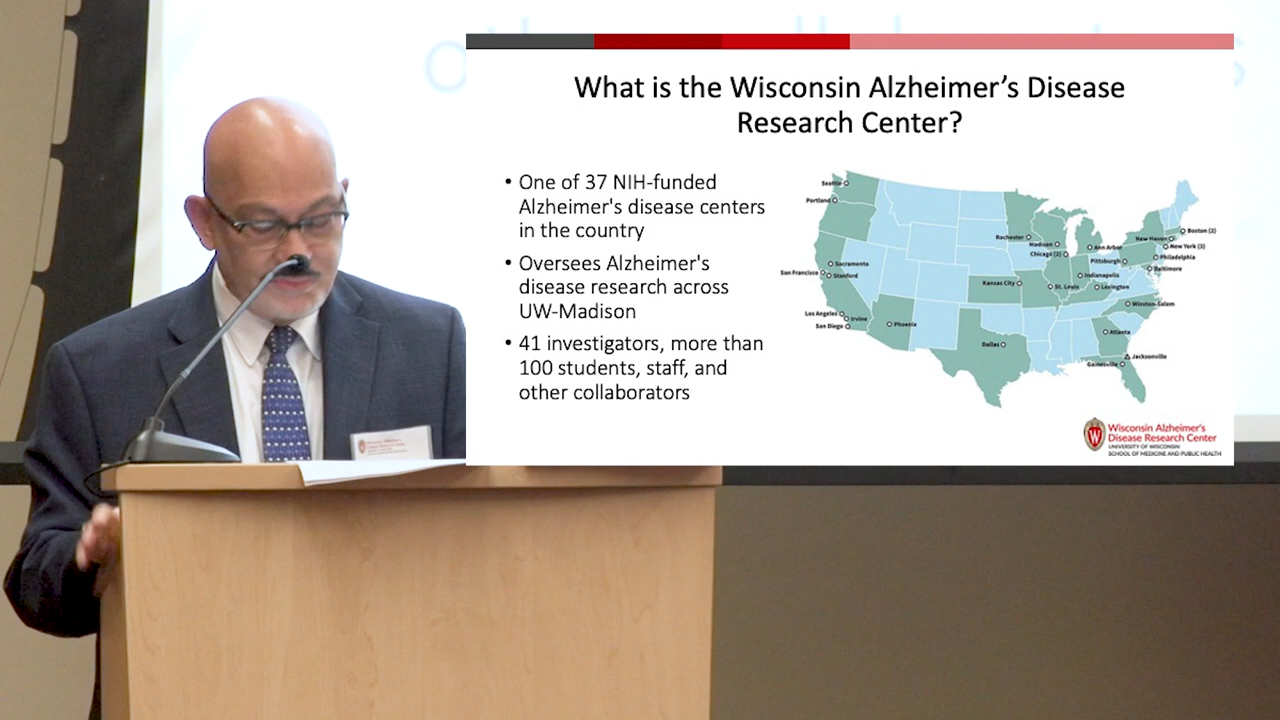 What is the Wisconsin Alzheimer's Disease
Research Center?
• One of 37 NIH-funded
Alzheimer's disease centers
in the country
• Oversees Alzheimer's
disease research across
UW-Madison
• 41 investigators, more than
100 students, staff, and
other collaborators
Seattle
Portland
Sacramento
San Francisco
Stanford
Los Angeles
Irvine
San Diego
Phoenix
Rochester
Madison
Chicago (2)
Ann Arbor
Kansas City
St. Louis
Indianapolis
Lexington
Pittsburgh
New Haven
Boston (2)
New York (3)
Philadelphia
Baltimore
Winston-Salem
Atlanta
Dallas
Jacksonville
Gainesville
Wisconsin Alzheimer's
Disease Research Center
UNIVERSITY OF WISCONSIN
SCHOOL OF MEDICINE AND PUBLIC HEALTH